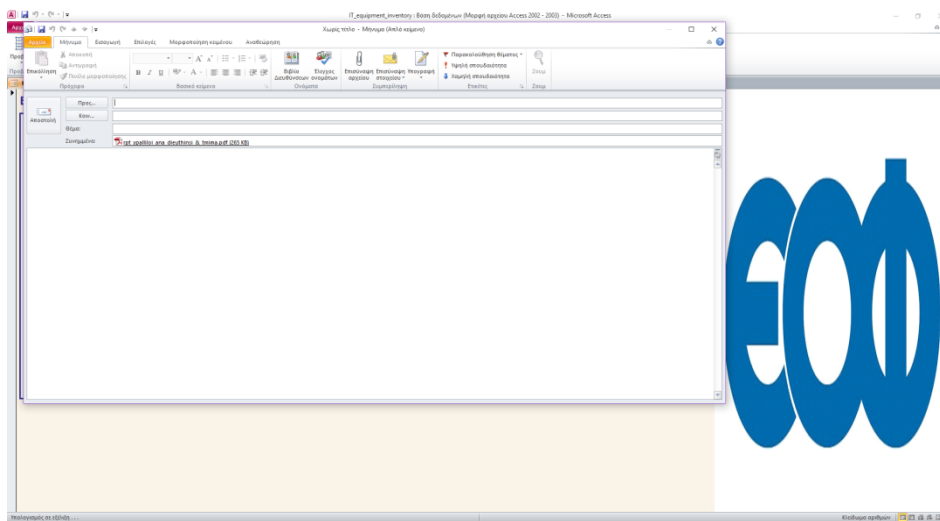 IT_equipment_inventory : Βάση δεδομένων (Μορφή αρχείου Access 2002 - 2003) - Microsoft Access
Χωρίς τίτλο - Μήνυμα (Απλό κείμενο)
Αρχείο Μήνυμα Εισαγωγή Επιλογές Μορφοποίηση κειμένου Αναθεώρηση
Επικόλληση
Αποκοπή
Αντιγραφή
Πινέλο μορφοποίησης
Πρόχειρο
B I U
Βασικό κείμενο
Βιβλίο Διευθύνσεων
Έλεγχος ονομάτων
Ονόματα
Επισύναψη αρχείου
Επισύναψη στοιχείου
Υπογραφή
Συμπερίληψη
Παρακολούθηση θέματος
Υψηλή σπουδαιότητα
Χαμηλή σπουδαιότητα
Ετικέτες
Ζουμ
Ζουμ
Αποστολή
Προς...
Κοιν...
Θέμα:
Συνημμένο:
rpt_ypalliloi_ana_dieuthinsi_&_tmima.pdf (265 KB)
ΕΟΦ
Υπολογισμός σε εξέλιξη . . .
Κλείδωμα αριθμών